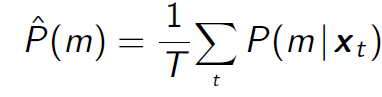 P̂(m) = 1/T ∑_t P(m | x_t)